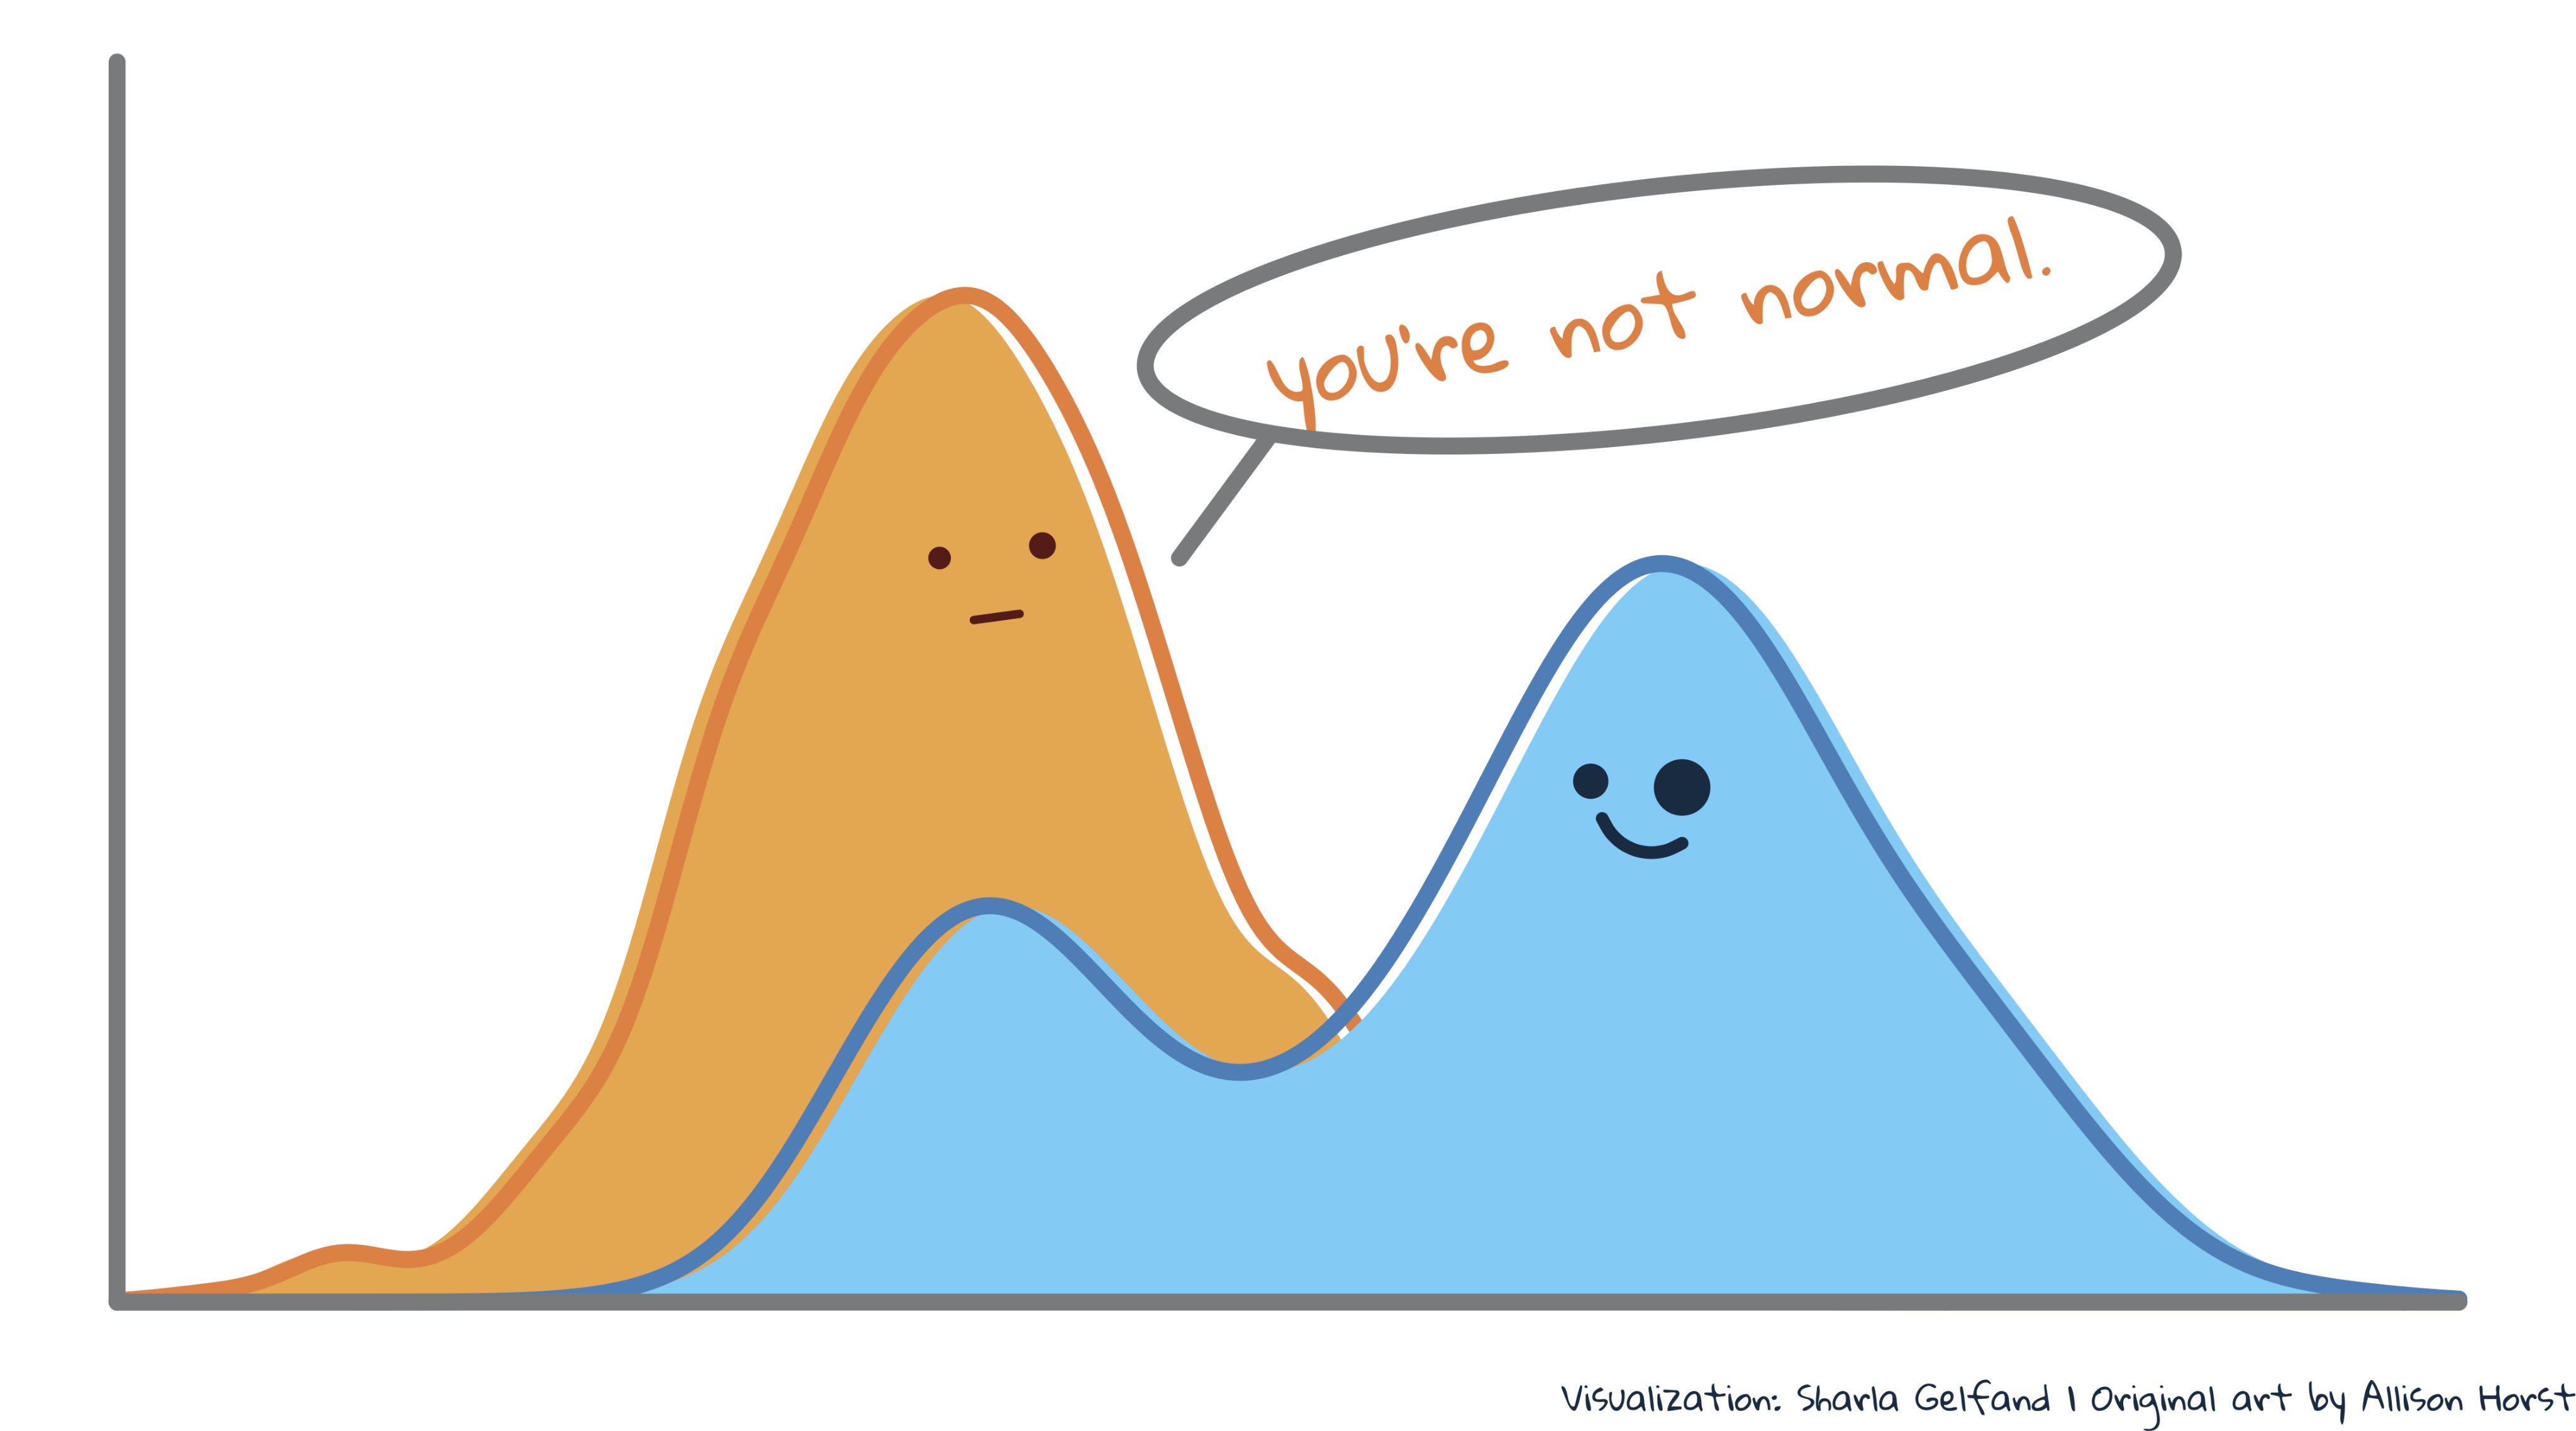 you're not normal.
Visualization: Sharla Gelfand | Original art by Allison Horst